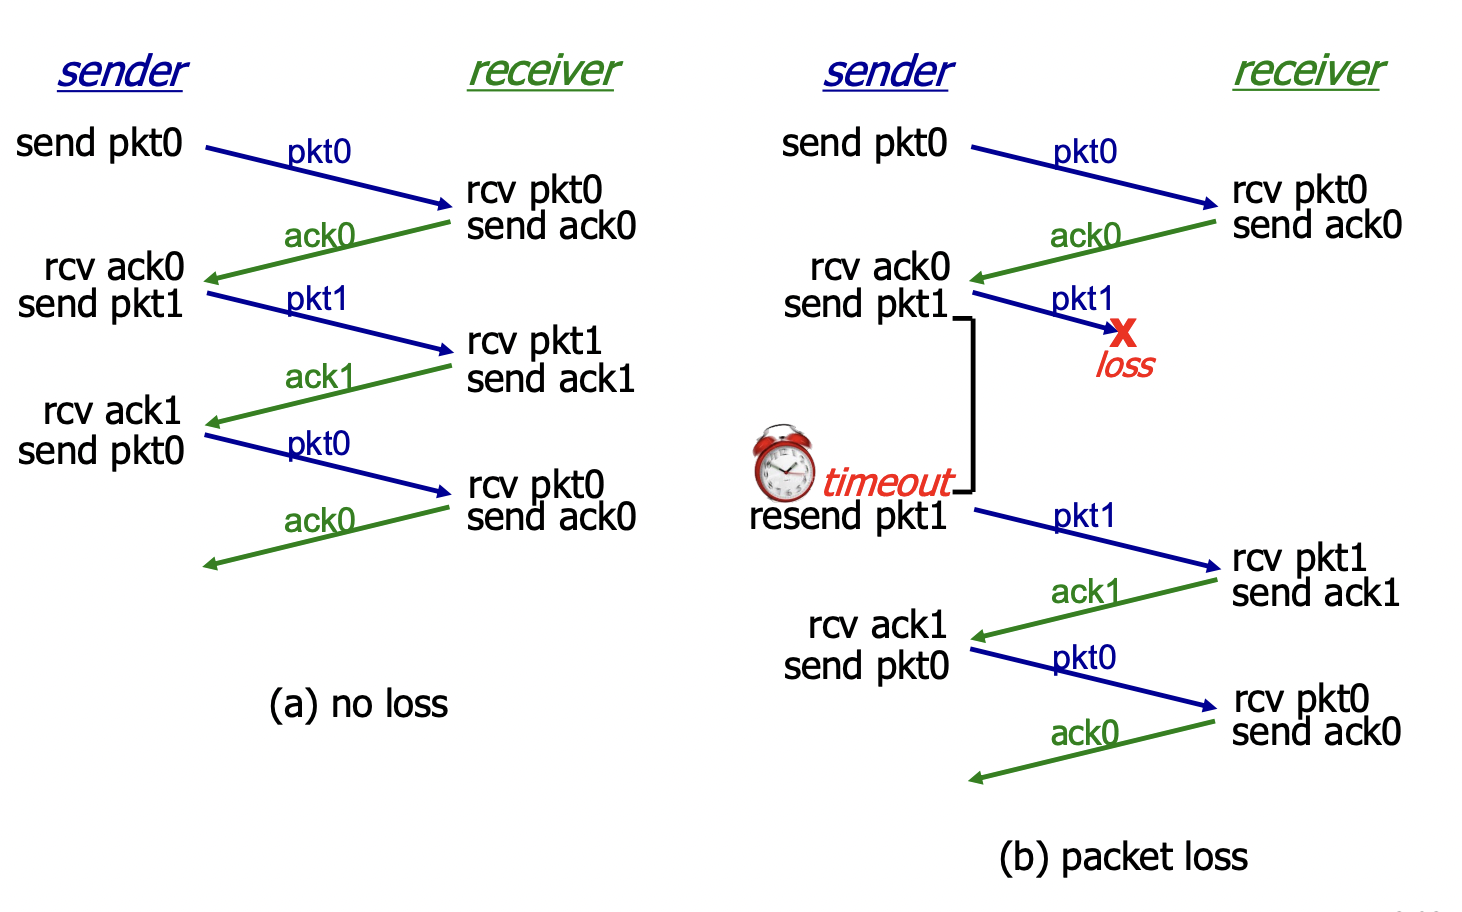 sender
receiver
send pkt0
pkt0
rcv pkt0
send ack0
ack0
rcv ack0
send pkt1
pkt1
rcv pkt1
send ack1
ack1
rcv ack1
send pkt0
pkt0
rcv pkt0
send ack0
ack0
(a) no loss
sender
receiver
send pkt0
pkt0
rcv pkt0
send ack0
ack0
rcv ack0
send pkt1
pkt1
X
loss
timeout
resend pkt1
pkt1
rcv pkt1
send ack1
ack1
rcv ack1
send pkt0
pkt0
rcv pkt0
send ack0
ack0
(b) packet loss